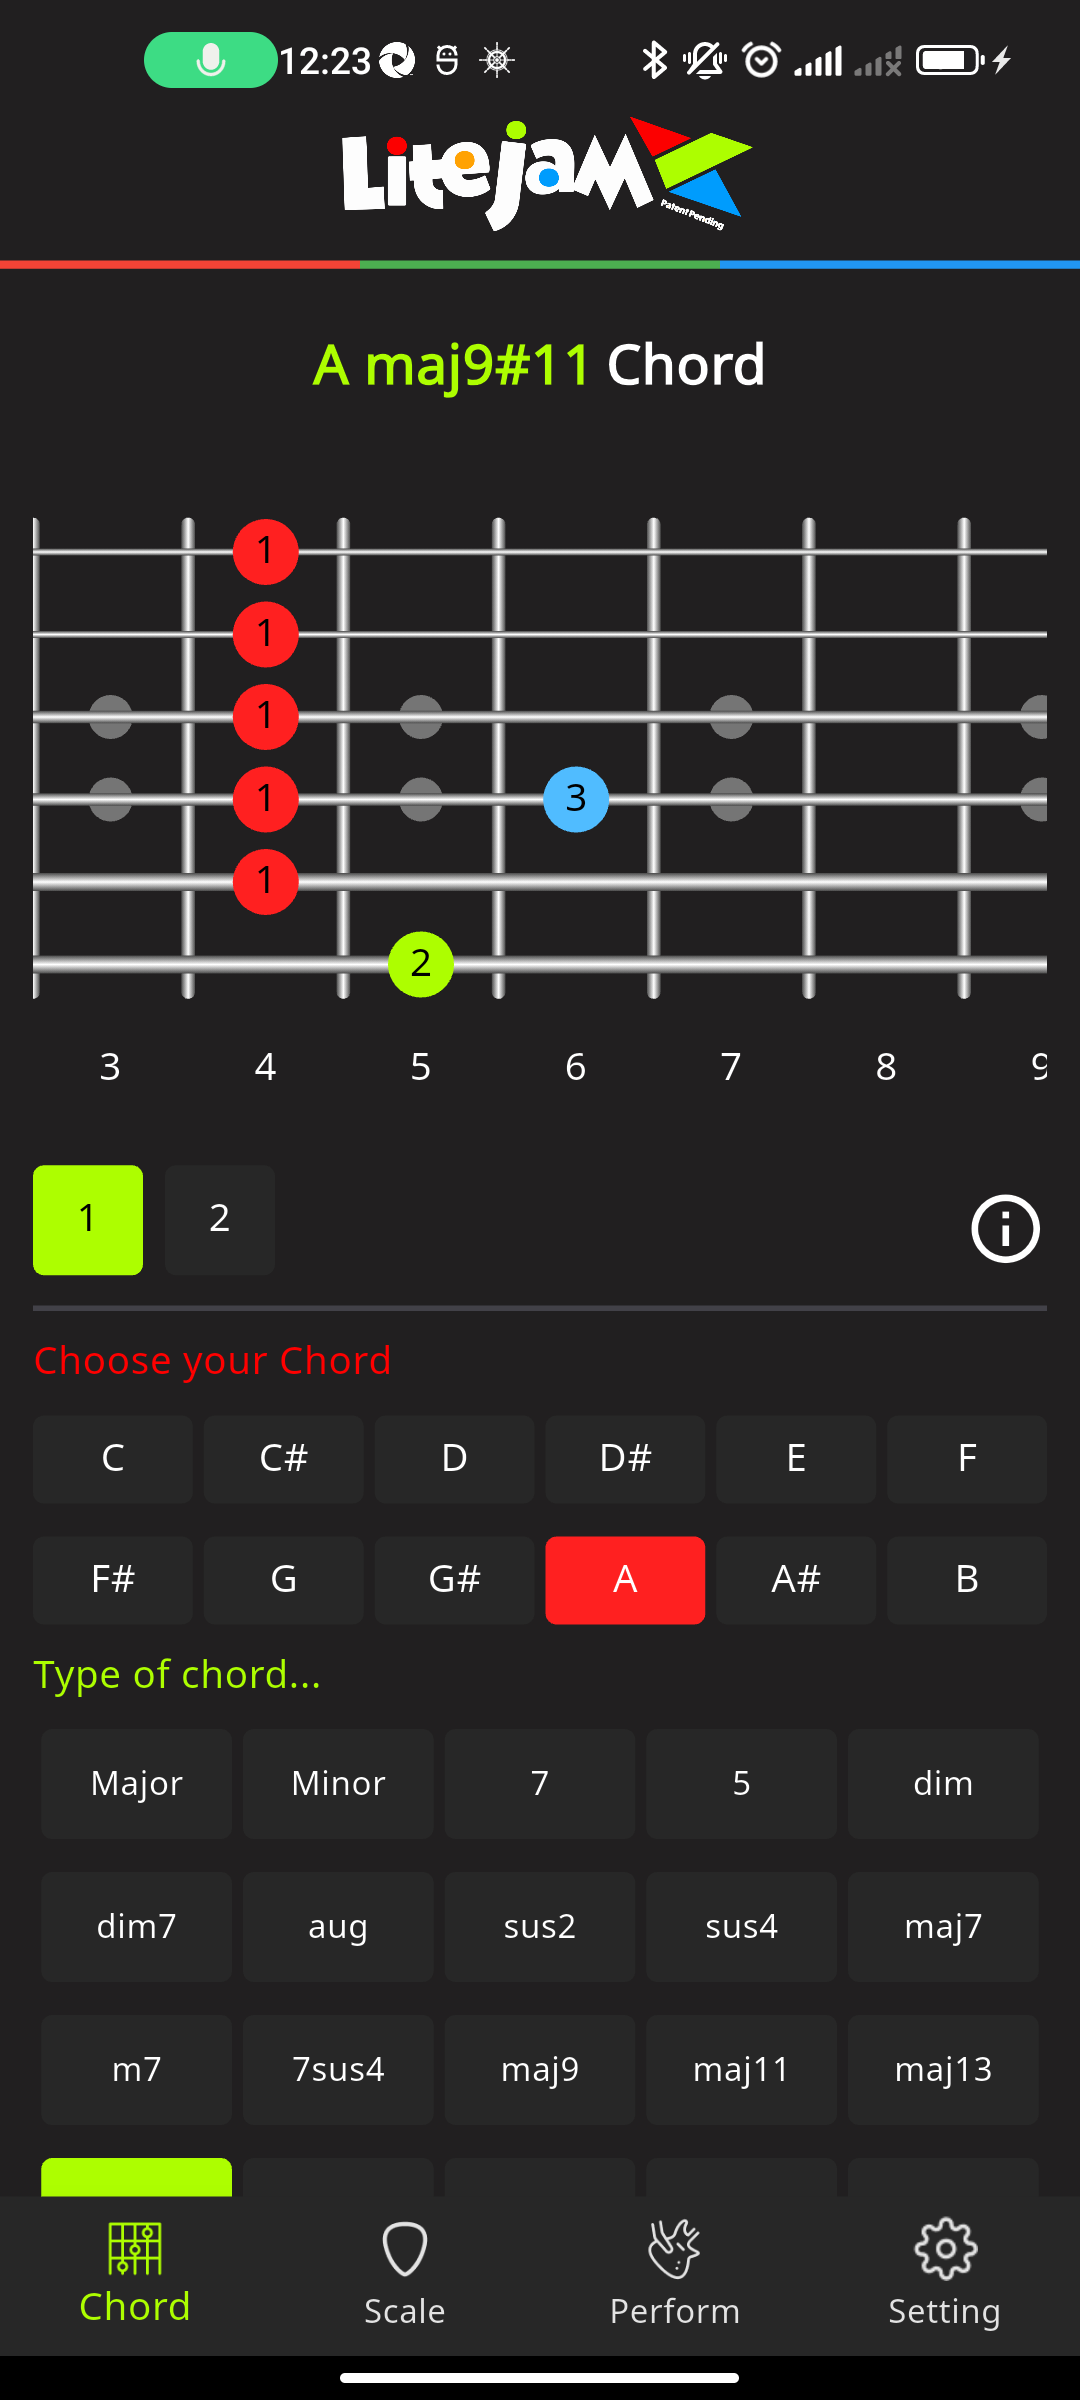 12:23
Litejam
Patent Pending
A maj9#11 Chord
1
1
1
1 3
1
2
3 4 5 6 7 8 9
1 2
Choose your Chord
C C# D D# E F
F# G G# A A# B
Type of chord...
Major Minor 7 5 dim
dim7 aug sus2 sus4 maj7
m7 7sus4 maj9 maj11 maj13
Chord Scale Perform Setting